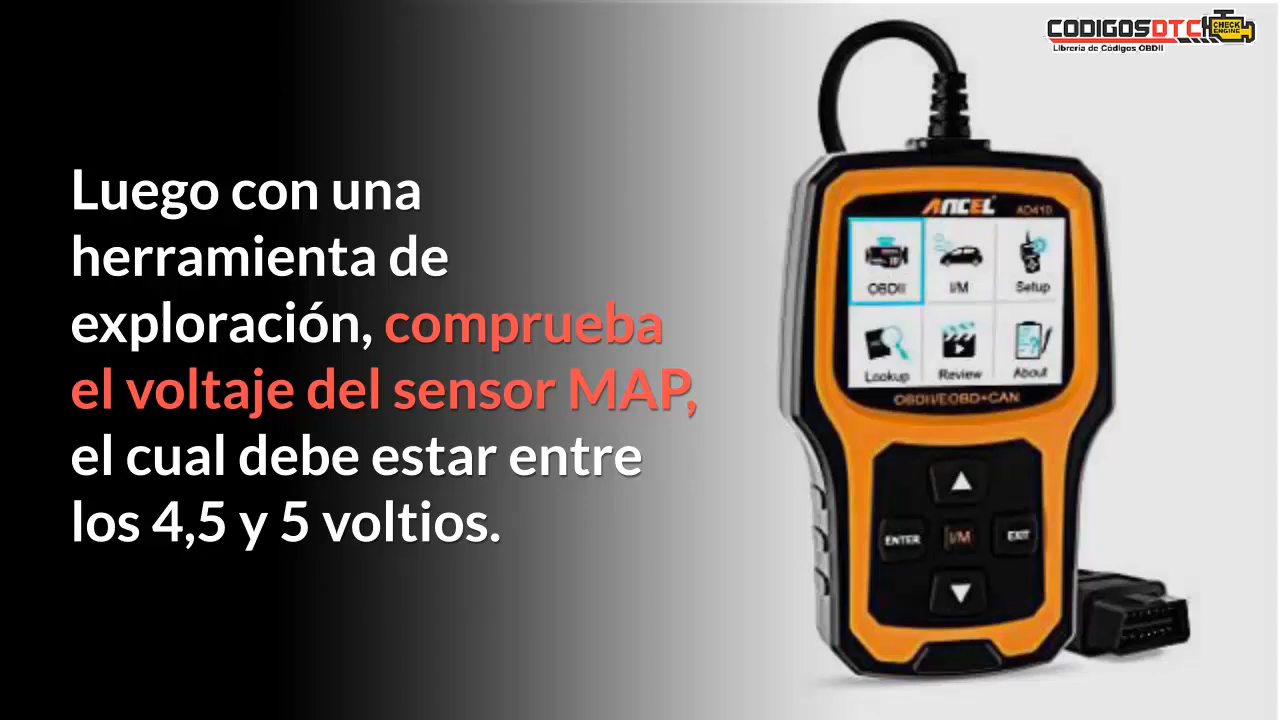 CODIGOSDTC
CHECK
ENGINE
Librería de Códigos OBDII
Luego con una
herramienta de
exploración, comprueba
el voltaje del sensor MAP,
el cual debe estar entre
los 4,5 y 5 voltios.
ANCEL AD410
OBDII I/M Setup
Lookup Review About
OBDII/EOBD+CAN
ENTER I/M EXIT